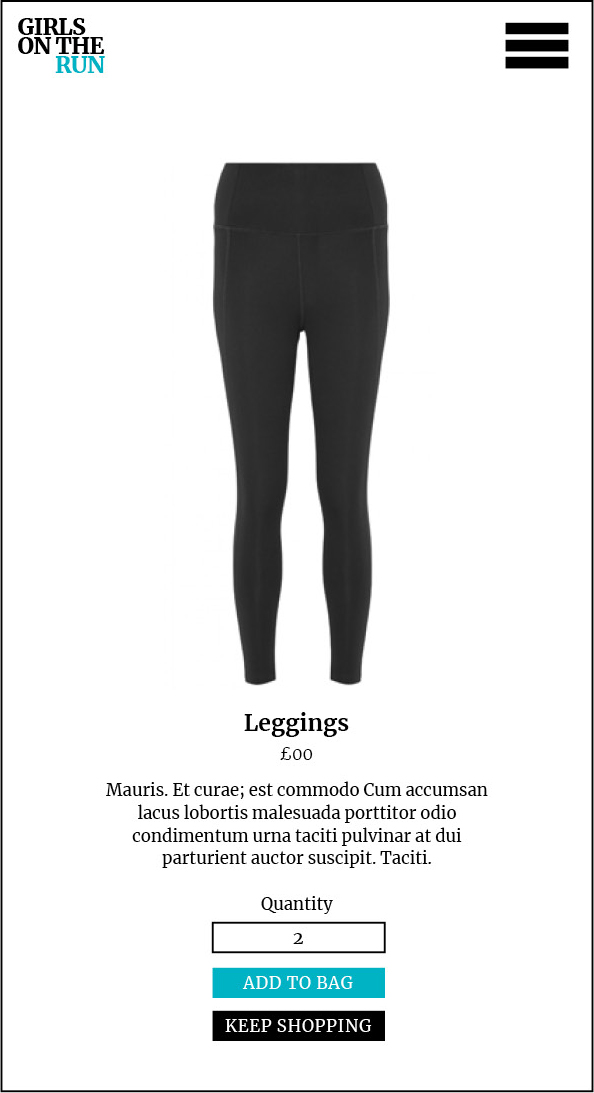 GIRLS
ON THE
RUN
Leggings
£00
Mauris. Et curae; est commodo Cum accumsan
lacus lobortis malesuada porttitor odio
condimentum urna taciti pulvinar at dui
parturient auctor suscipit. Taciti.
Quantity
2
ADD TO BAG
KEEP SHOPPING